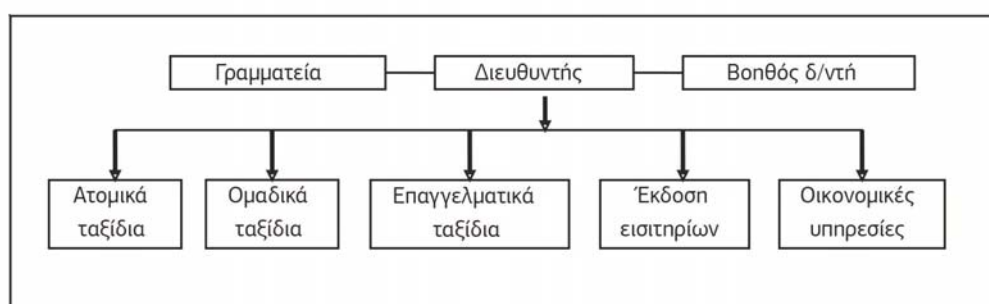 Γραμματεία
Διευθυντής
Βοηθός δ/ντή
Ατομικά
ταξίδια
Ομαδικά
ταξίδια
Επαγγελματικά
ταξίδια
Έκδοση
εισιτηρίων
Οικονομικές
υπηρεσίες